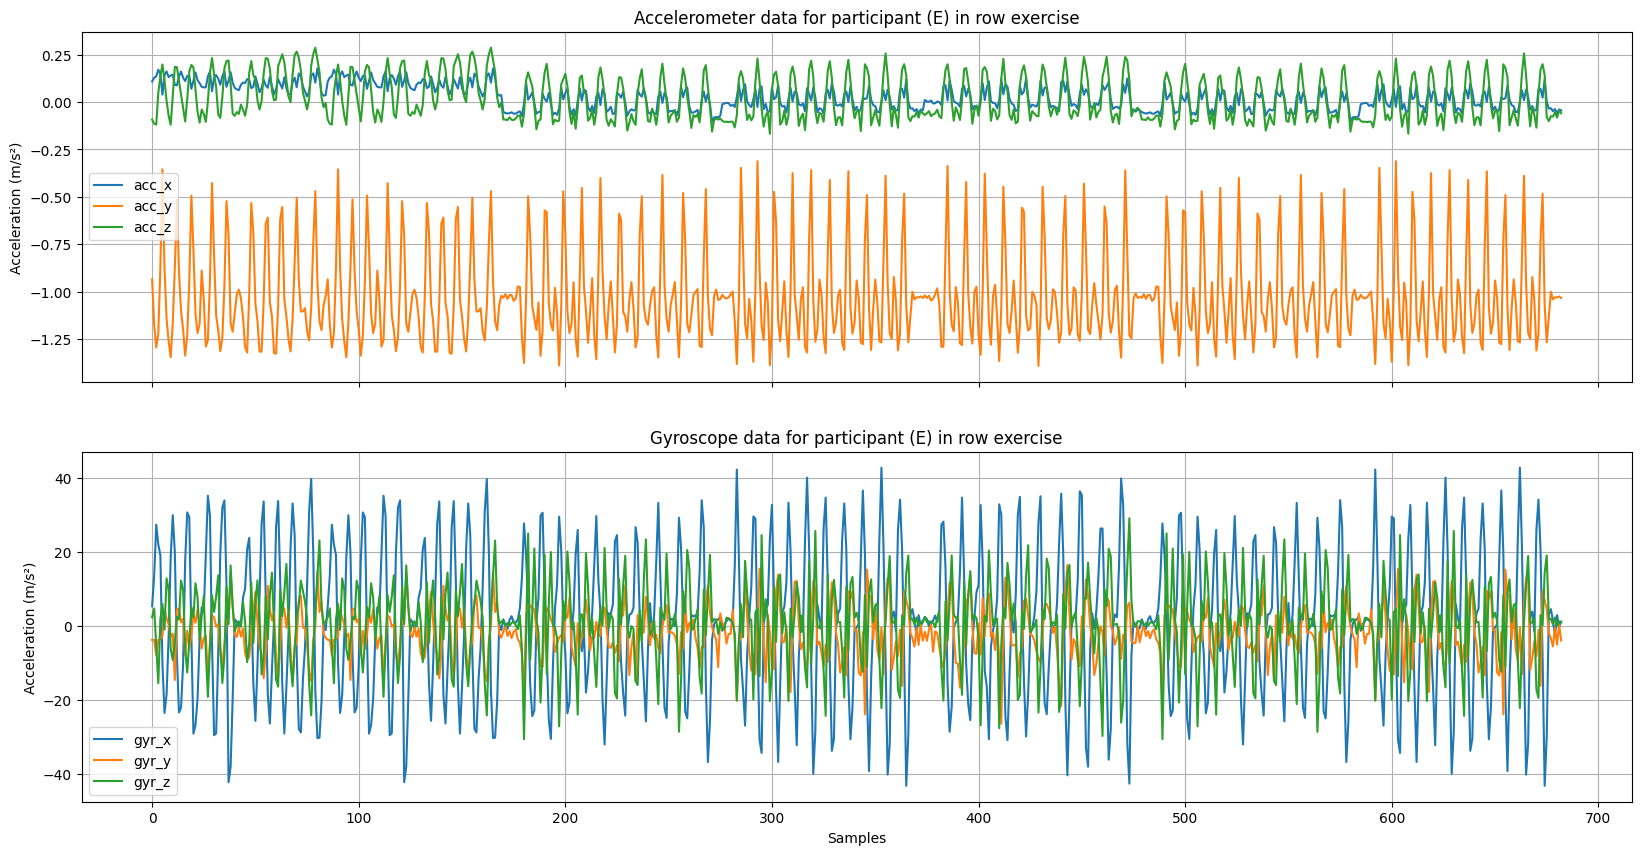 Accelerometer data for participant (E) in row exercise
0.25
0.00
−0.25
−0.50
−0.75
−1.00
−1.25
Acceleration (m/s²)
acc_x
acc_y
acc_z
Gyroscope data for participant (E) in row exercise
40
20
0
−20
−40
Acceleration (m/s²)
gyr_x
gyr_y
gyr_z
0 100 200 300 400 500 600 700
Samples